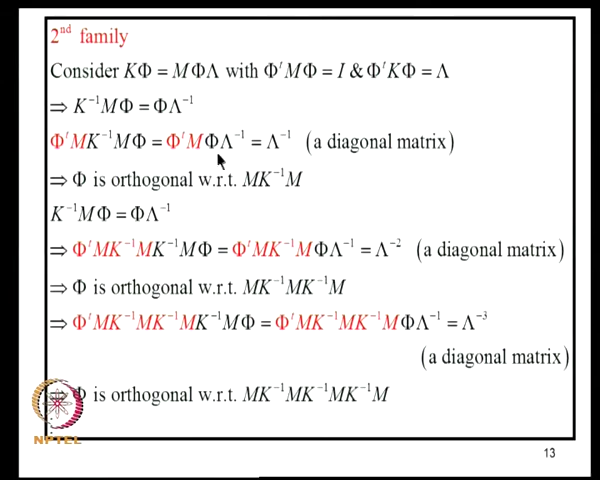 2nd family
Consider KΦ = MΦΛ with Φ^t MΦ = I & Φ^t KΦ = Λ
⇒ K⁻¹MΦ = ΦΛ⁻¹
Φ^t MK⁻¹MΦ = Φ^t MΦΛ⁻¹ = Λ⁻¹ (a diagonal matrix)
⇒ Φ is orthogonal w.r.t. MK⁻¹M
K⁻¹MΦ = ΦΛ⁻¹
⇒ Φ^t MK⁻¹MK⁻¹MΦ = Φ^t MK⁻¹MΦΛ⁻¹ = Λ⁻² (a diagonal matrix)
⇒ Φ is orthogonal w.r.t. MK⁻¹MK⁻¹M
⇒ Φ^t MK⁻¹MK⁻¹MK⁻¹MΦ = Φ^t MK⁻¹MK⁻¹MΦΛ⁻¹ = Λ⁻³
(a diagonal matrix)
⇒ Φ is orthogonal w.r.t. MK⁻¹MK⁻¹MK⁻¹M
NPTEL
13